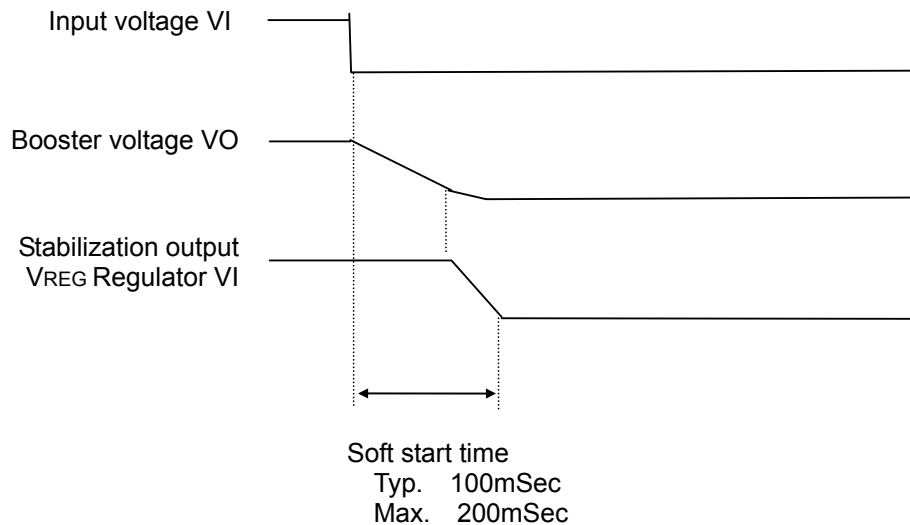 Input voltage VI
Booster voltage VO
Stabilization output
VREG Regulator VI
Soft start time
Typ. 100mSec
Max. 200mSec